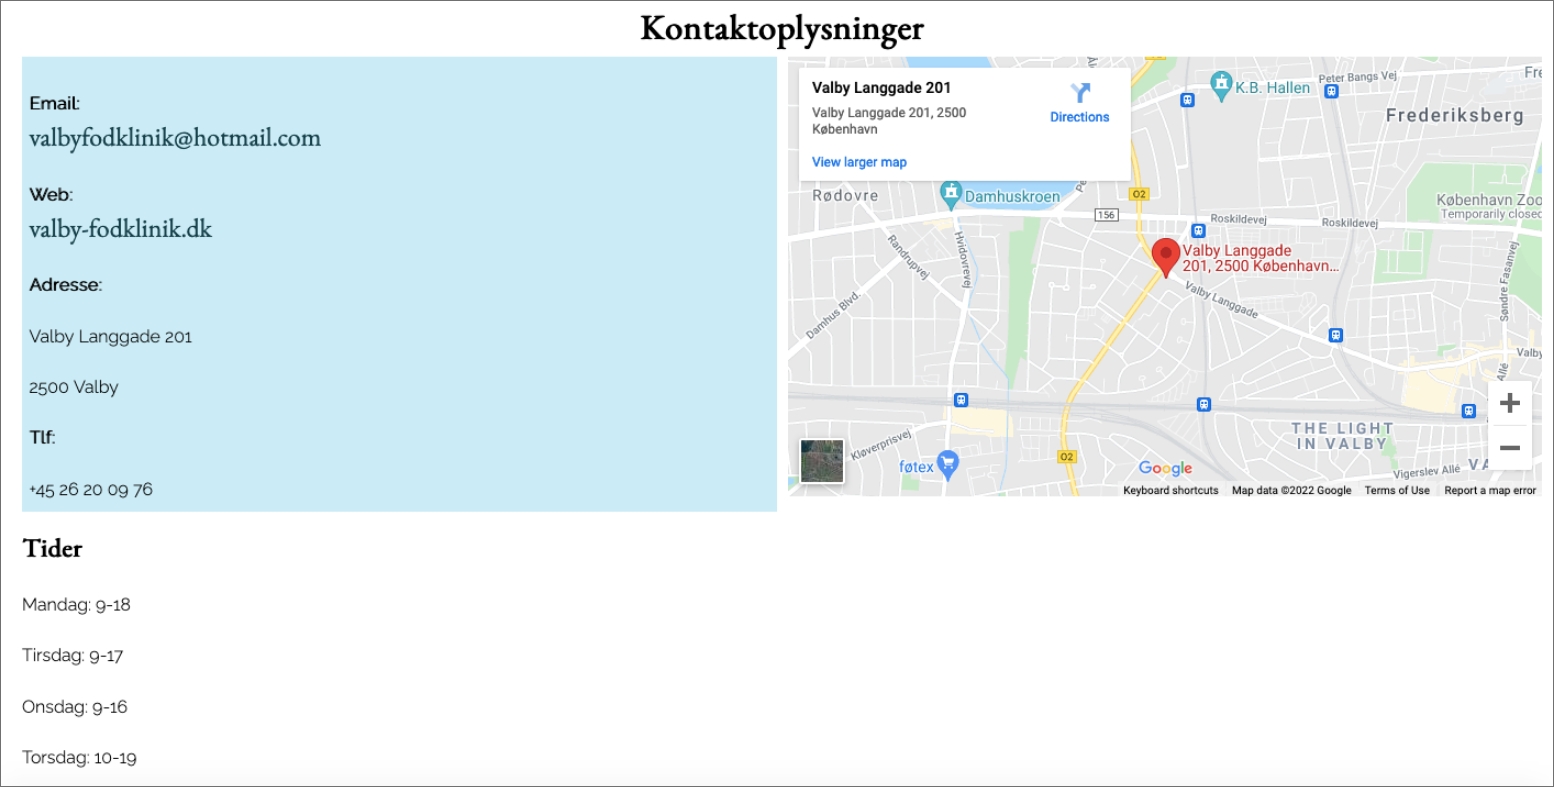 Kontaktoplysninger
Email:
valbyfodklinik@hotmail.com
Web:
valby-fodklinik.dk
Adresse:
Valby Langgade 201
2500 Valby
Tlf:
+45 26 20 09 76
Valby Langgade 201
Valby Langgade 201, 2500
København
Directions
View larger map
K.B. Hallen
Peter Bangs Vej
Frederiksberg
Rødovre
Damhuskroen
O2
156
Roskildevej
Roskildevej
København Zoo
Temporarily closed
Randrupvej
Hvidovrevej
Valby Langgade
201, 2500 København...
Valby Langgade
Damhus Blvd.
Søndre Fasanvej
Valby
Allé
THE LIGHT
IN VALBY
Kløverprisvej
føtex
O2
Google
Vigerslev Allé
Keyboard shortcuts
Map data ©2022 Google
Terms of Use
Report a map error
Tider
Mandag: 9-18
Tirsdag: 9-17
Onsdag: 9-16
Torsdag: 10-19